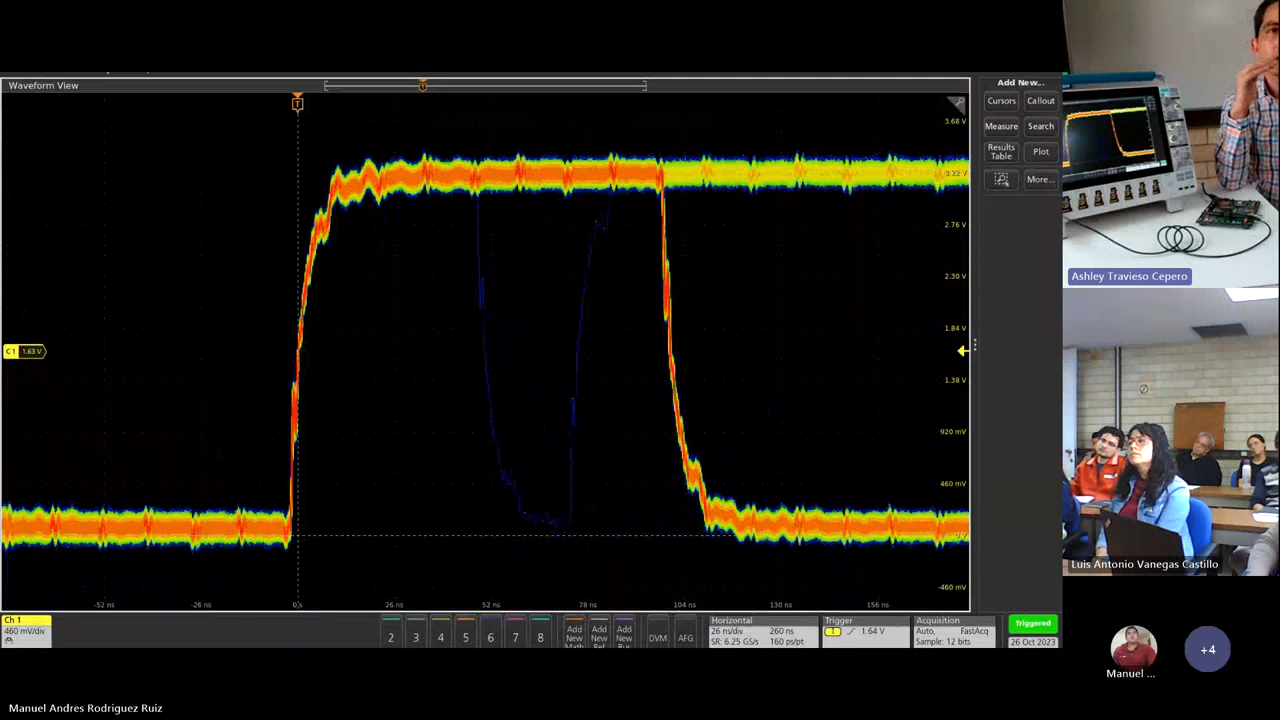 Waveform View
T
T
3.68 V
3.22 V
2.76 V
2.30 V
1.84 V
1.38 V
920 mV
460 mV
-460 mV
C 1 1.63 V
-52 ns
-26 ns
0 s
26 ns
52 ns
78 ns
104 ns
130 ns
156 ns
Add New...
Cursors Callout
Measure Search
Results Table
Plot
More...
Ch 1
460 mV/div
2 3 4 5 6 7 8
Add New Math
Add New Ref
Add New Bus
DVM
AFG
Horizontal
26 ns/div 260 ns
SR: 6.25 GS/s 160 ps/pt
Trigger
1 1.64 V
Acquisition
Auto, FastAcq
Sample: 12 bits
Triggered
26 Oct 2023
Ashley Travieso Cepero
Luis Antonio Vanegas Castillo
Manuel ...
+4
Manuel Andres Rodriguez Ruiz